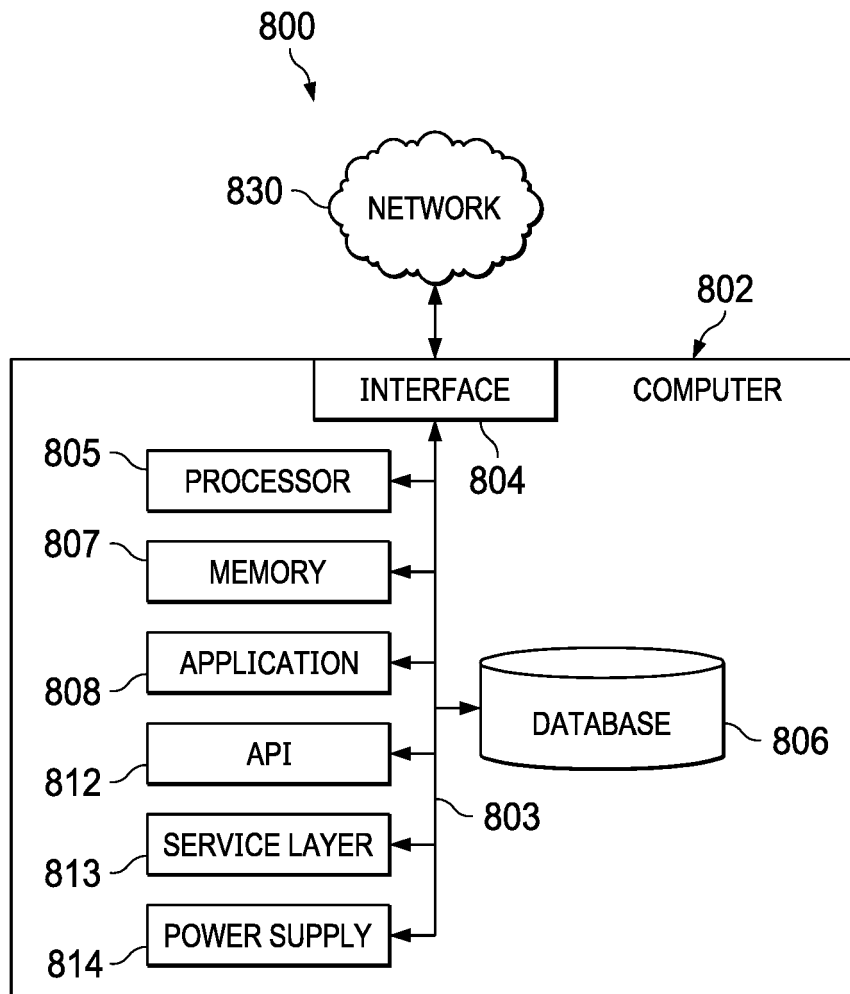 800
830
NETWORK
802
INTERFACE
COMPUTER
804
805
PROCESSOR
807
MEMORY
APPLICATION
808
DATABASE
806
API
812
803
SERVICE LAYER
813
POWER SUPPLY
814